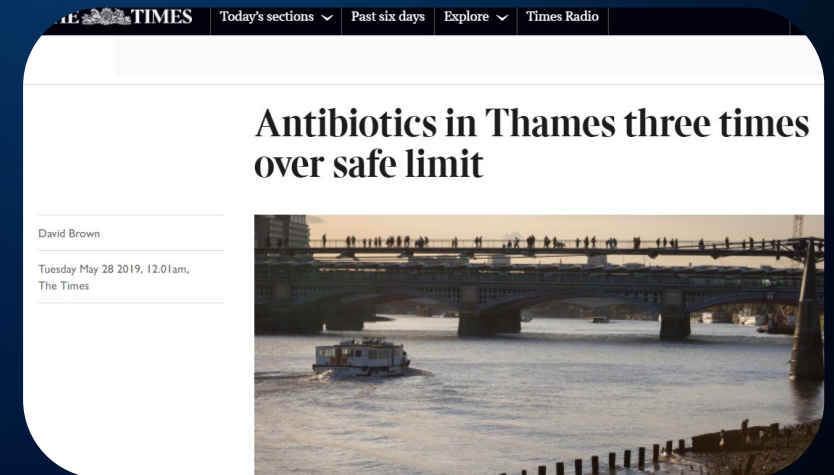 TIMES
Today's sections
Past six days
Explore
Times Radio
Antibiotics in Thames three times
over safe limit
David Brown
Tuesday May 28 2019, 12.01am,
The Times